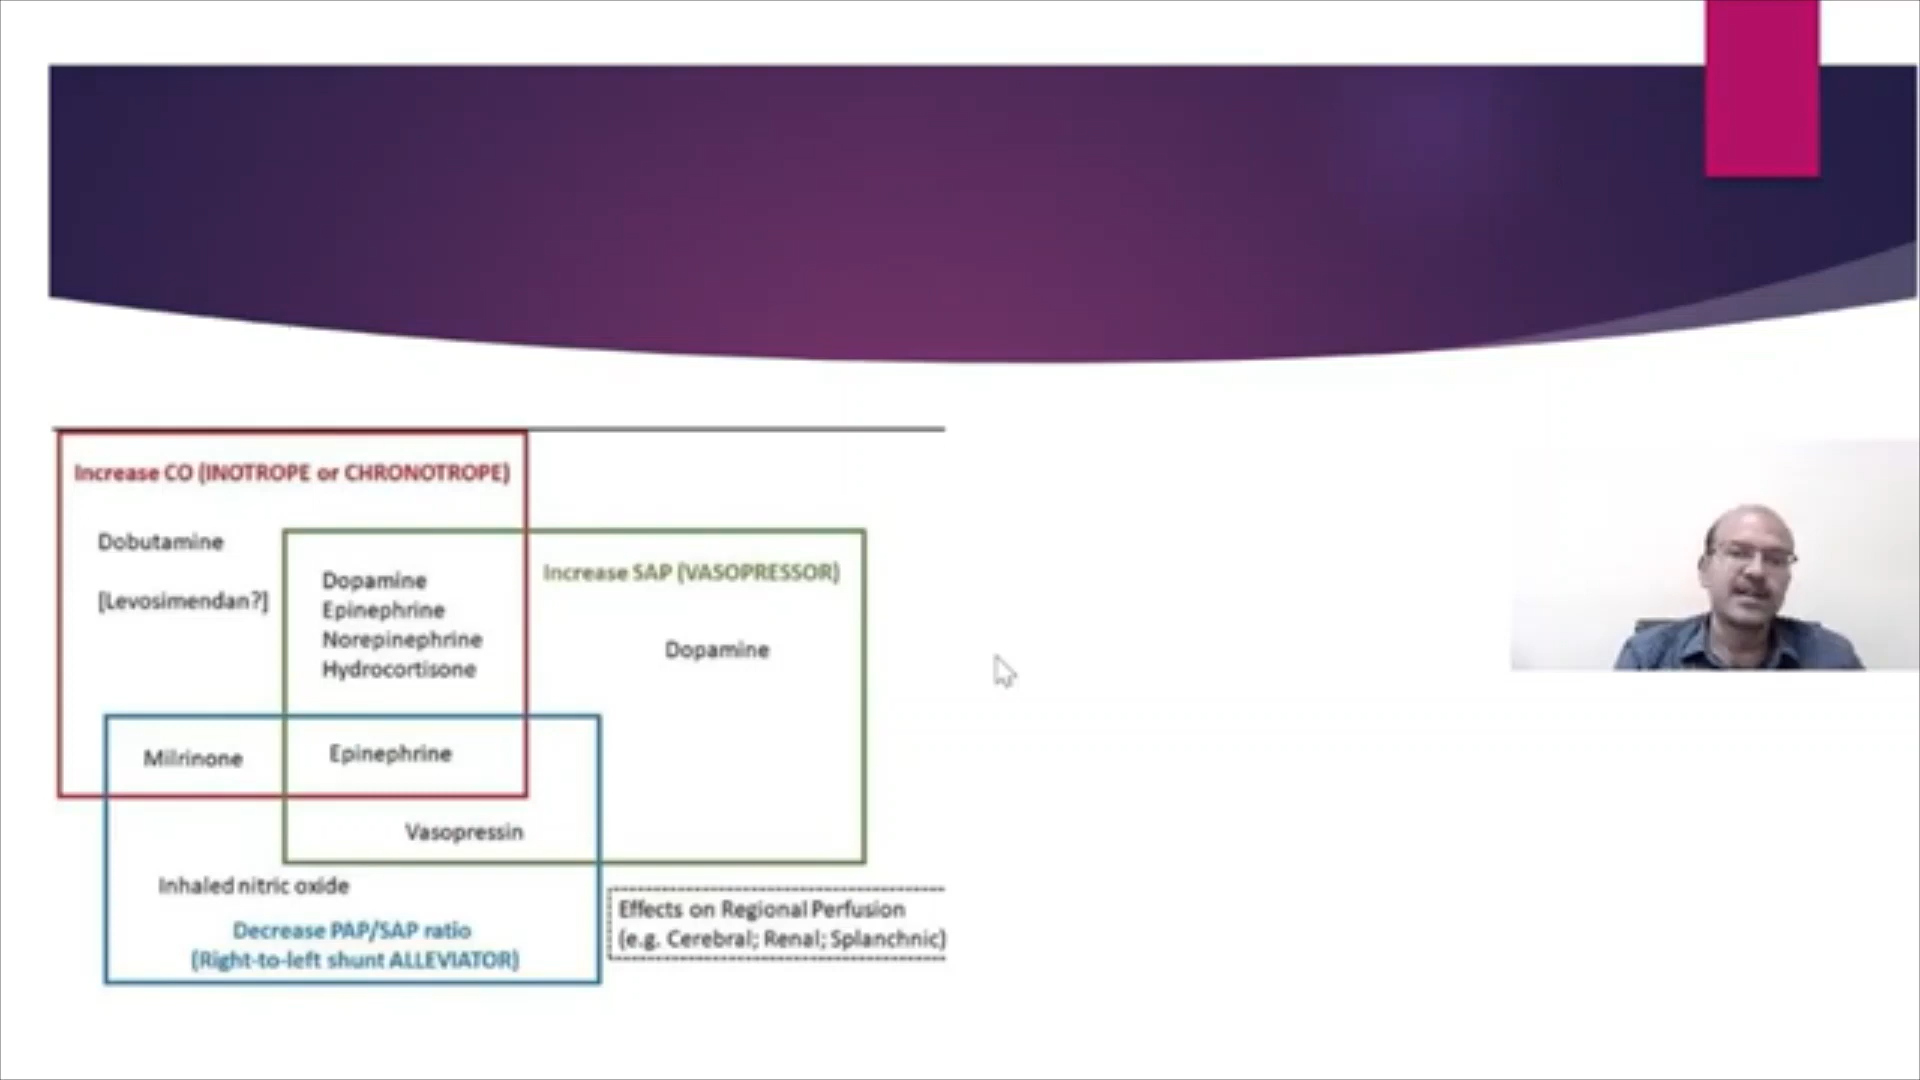 Increase CO (INOTROPE or CHRONOTROPE)
Dobutamine
[Levosimendan?]
Dopamine
Epinephrine
Norepinephrine
Hydrocortisone
Increase SAP (VASOPRESSOR)
Dopamine
Milrinone
Epinephrine
Vasopressin
Inhaled nitric oxide
Decrease PAP/SAP ratio
(Right-to-left shunt ALLEVIATOR)
Effects on Regional Perfusion
(e.g. Cerebral; Renal; Splanchnic)